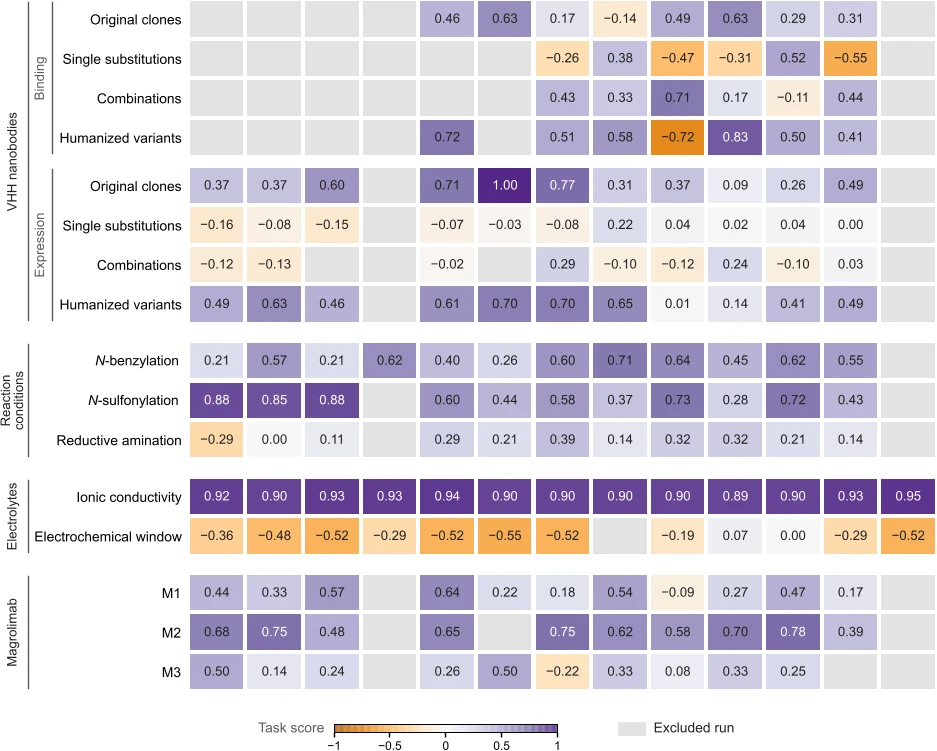 VHH nanobodies
Binding
Original clones 0.46 0.63 0.17 −0.14 0.49 0.63 0.29 0.31
Single substitutions −0.26 0.38 −0.47 −0.31 0.52 −0.55
Combinations 0.43 0.33 0.71 0.17 −0.11 0.44
Humanized variants 0.72 0.51 0.58 −0.72 0.83 0.50 0.41
Expression
Original clones 0.37 0.37 0.60 0.71 1.00 0.77 0.31 0.37 0.09 0.26 0.49
Single substitutions −0.16 −0.08 −0.15 −0.07 −0.03 −0.08 0.22 0.04 0.02 0.04 0.00
Combinations −0.12 −0.13 −0.02 0.29 −0.10 −0.12 0.24 −0.10 0.03
Humanized variants 0.49 0.63 0.46 0.61 0.70 0.70 0.65 0.01 0.14 0.41 0.49
Reaction
conditions
N-benzylation 0.21 0.57 0.21 0.62 0.40 0.26 0.60 0.71 0.64 0.45 0.62 0.55
N-sulfonylation 0.88 0.85 0.88 0.60 0.44 0.58 0.37 0.73 0.28 0.72 0.43
Reductive amination −0.29 0.00 0.11 0.29 0.21 0.39 0.14 0.32 0.32 0.21 0.14
Electrolytes
Ionic conductivity 0.92 0.90 0.93 0.93 0.94 0.90 0.90 0.90 0.90 0.89 0.90 0.93 0.95
Electrochemical window −0.36 −0.48 −0.52 −0.29 −0.52 −0.55 −0.52 −0.19 0.07 0.00 −0.29 −0.52
Magrolimab
M1 0.44 0.33 0.57 0.64 0.22 0.18 0.54 −0.09 0.27 0.47 0.17
M2 0.68 0.75 0.48 0.65 0.75 0.62 0.58 0.70 0.78 0.39
M3 0.50 0.14 0.24 0.26 0.50 −0.22 0.33 0.08 0.33 0.25
Task score
−1 −0.5 0 0.5 1
Excluded run